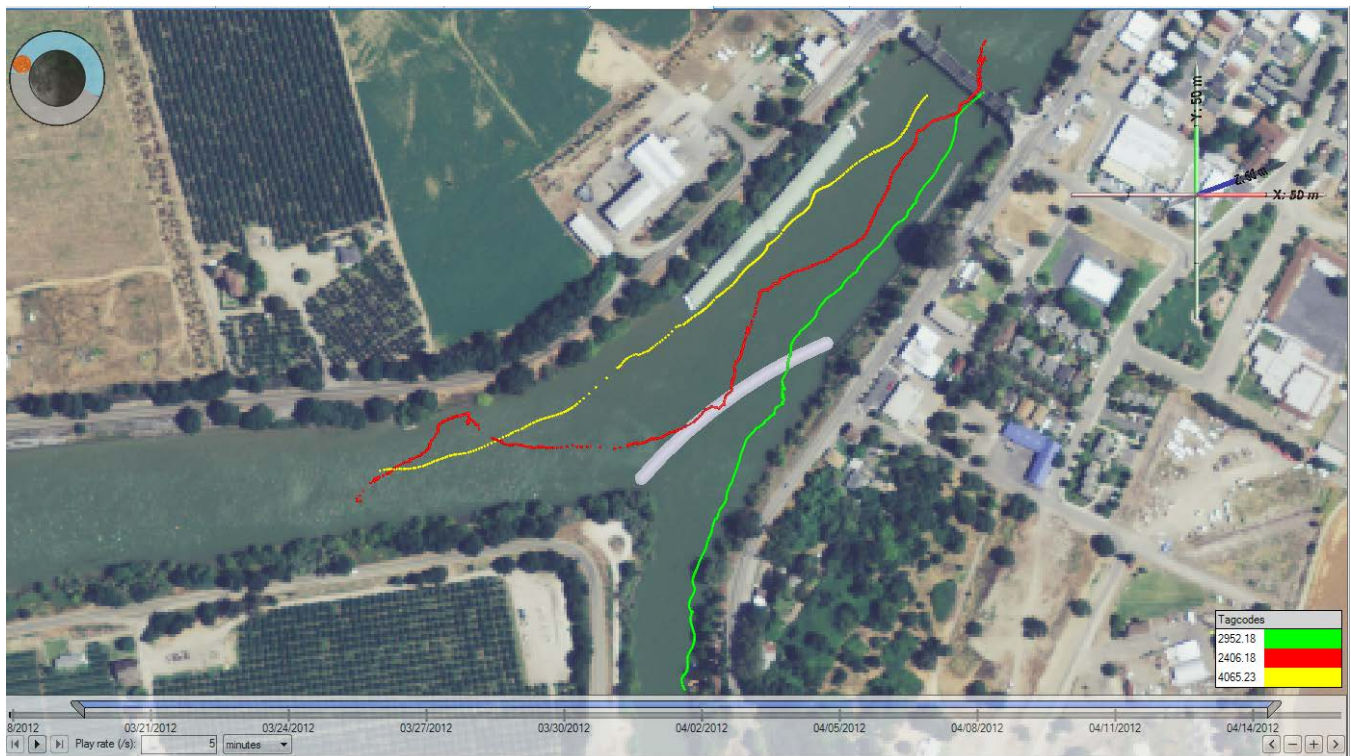 Y: 50 m
Z: 50 m
X: 50 m
Tagcodes
2952.18
2406.18
4065.23
8/2012 03/21/2012 03/24/2012 03/27/2012 03/30/2012 04/02/2012 04/05/2012 04/08/2012 04/11/2012 04/14/2012
Play rate (/s): 5 minutes